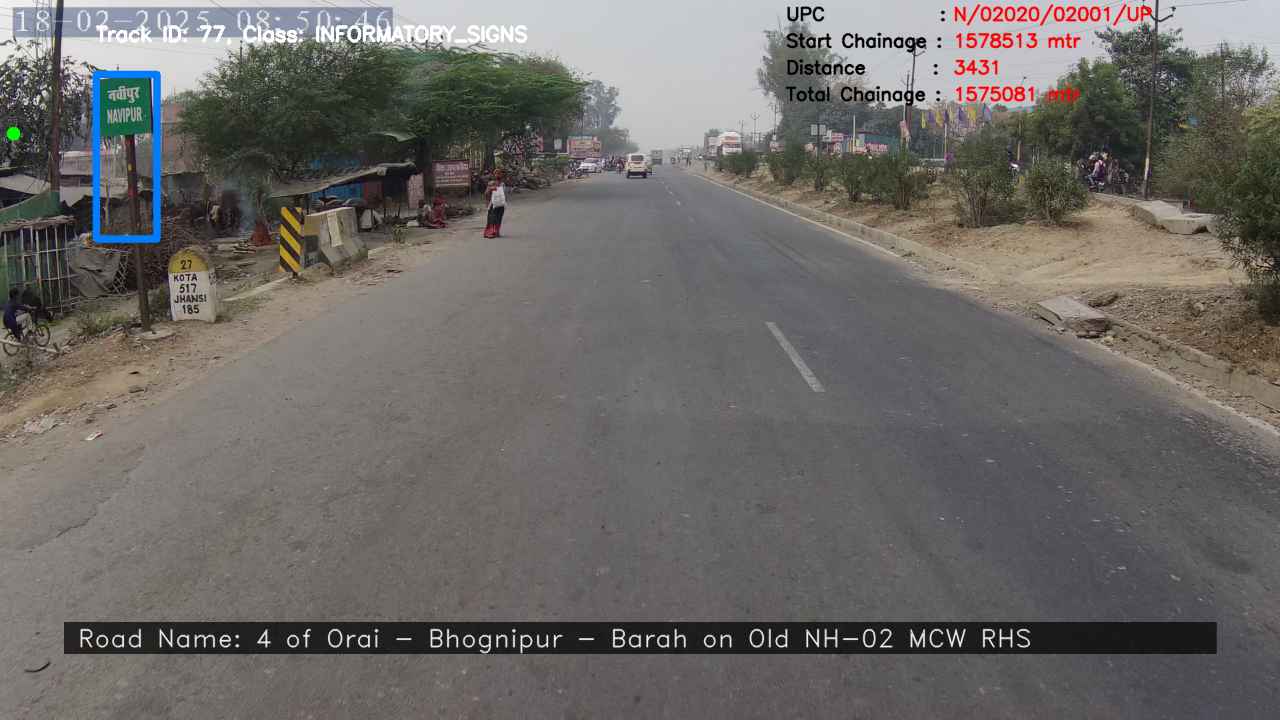 18-02-2025 08:50:46
Track ID: 77, Class: INFORMATORY_SIGNS
UPC : N/02020/02001/UP
Start Chainage : 1578513 mtr
Distance : 3431
Total Chainage : 1575081 mtr
नवीपुर
NAVIPUR
27
KOTA
517
JHANSI
185
Road Name: 4 of Orai - Bhognipur - Barah on Old NH-02 MCW RHS